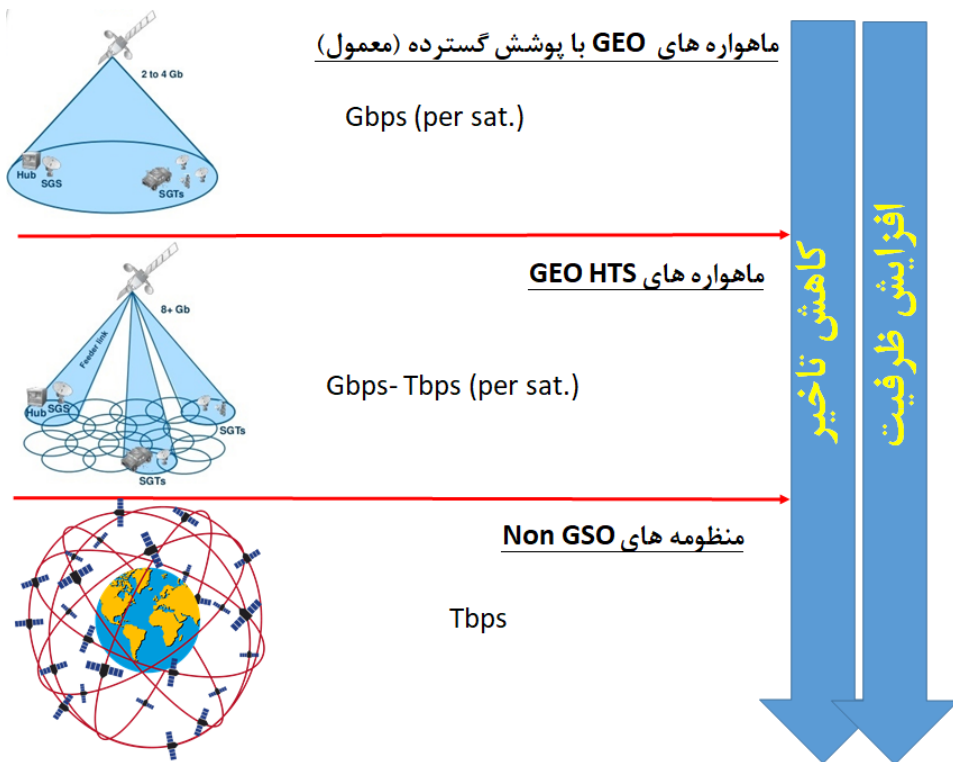 ماهواره های GEO با پوشش گسترده (معمول)
2 to 4 Gb
Gbps (per sat.)
Hub
SGS
SGTs
ماهواره های GEO HTS
8+ Gb
Feeder link
Gbps- Tbps (per sat.)
Hub
SGS
SGTs
SGTs
منظومه های Non GSO
Tbps
کاهش تاخیر
افزایش ظرفیت